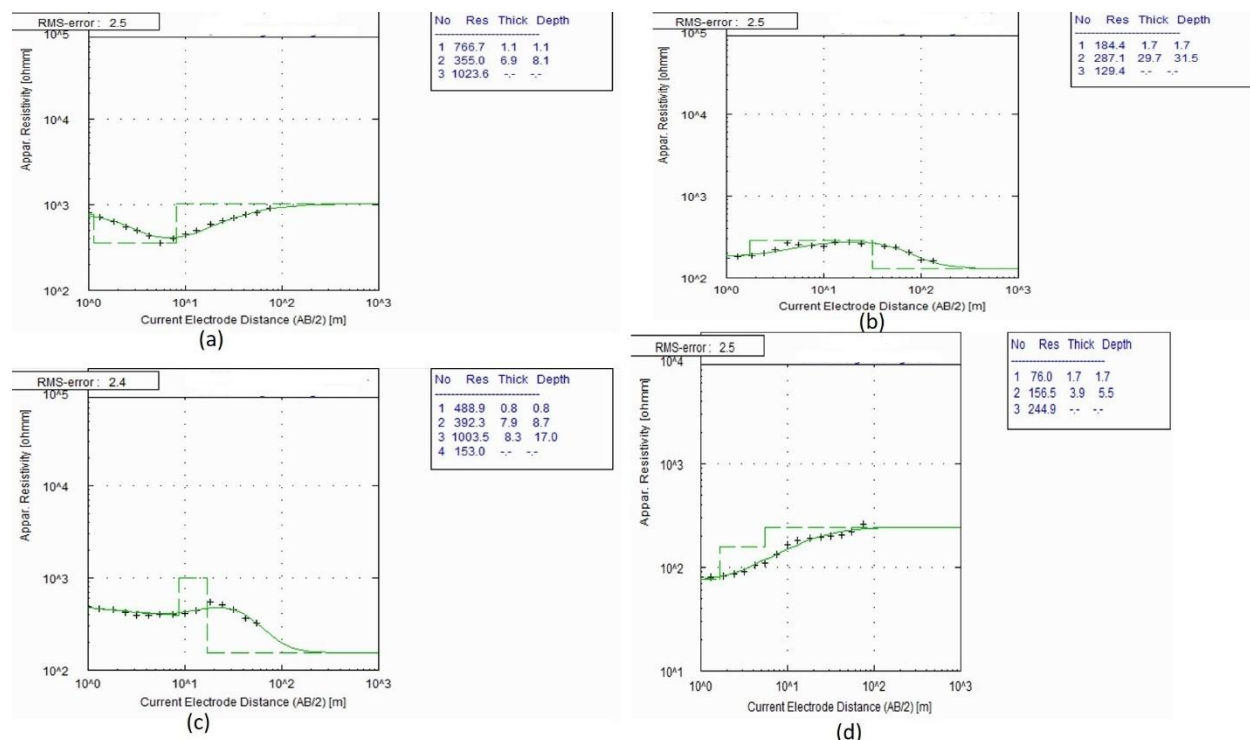 RMS-error : 2.5
No Res Thick Depth
1 766.7 1.1 1.1
2 355.0 6.9 8.1
3 1023.6 -.- -.-
10^5
10^4
10^3
10^2
Appar. Resistivity [ohmm]
10^0 10^1 10^2 10^3
Current Electrode Distance (AB/2) [m]
(a)
RMS-error : 2.5
No Res Thick Depth
1 184.4 1.7 1.7
2 287.1 29.7 31.5
3 129.4 -.- -.-
10^5
10^4
10^3
10^2
Appar. Resistivity [ohmm]
10^0 10^1 10^2 10^3
Current Electrode Distance (AB/2) [m]
(b)
RMS-error : 2.4
No Res Thick Depth
1 488.9 0.8 0.8
2 392.3 7.9 8.7
3 1003.5 8.3 17.0
4 153.0 -.- -.-
10^5
10^4
10^3
10^2
Appar. Resistivity [ohmm]
10^0 10^1 10^2 10^3
Current Electrode Distance (AB/2) [m]
(c)
RMS-error : 2.5
No Res Thick Depth
1 76.0 1.7 1.7
2 156.5 3.9 5.5
3 244.9 -.- -.-
10^4
10^3
10^2
10^1
Appar. Resistivity [ohmm]
10^0 10^1 10^2 10^3
Current Electrode Distance (AB/2) [m]
(d)